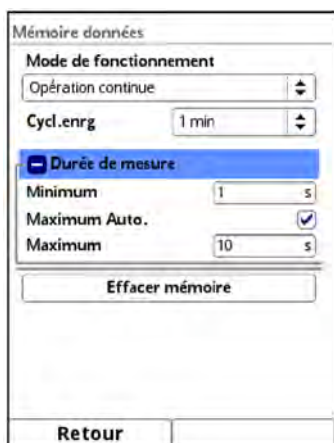 Mémoire données
Mode de fonctionnement
Opération continue
Cycl.enrg 1 min
Durée de mesure
Minimum 1 s
Maximum Auto.
Maximum 10 s
Effacer mémoire
Retour